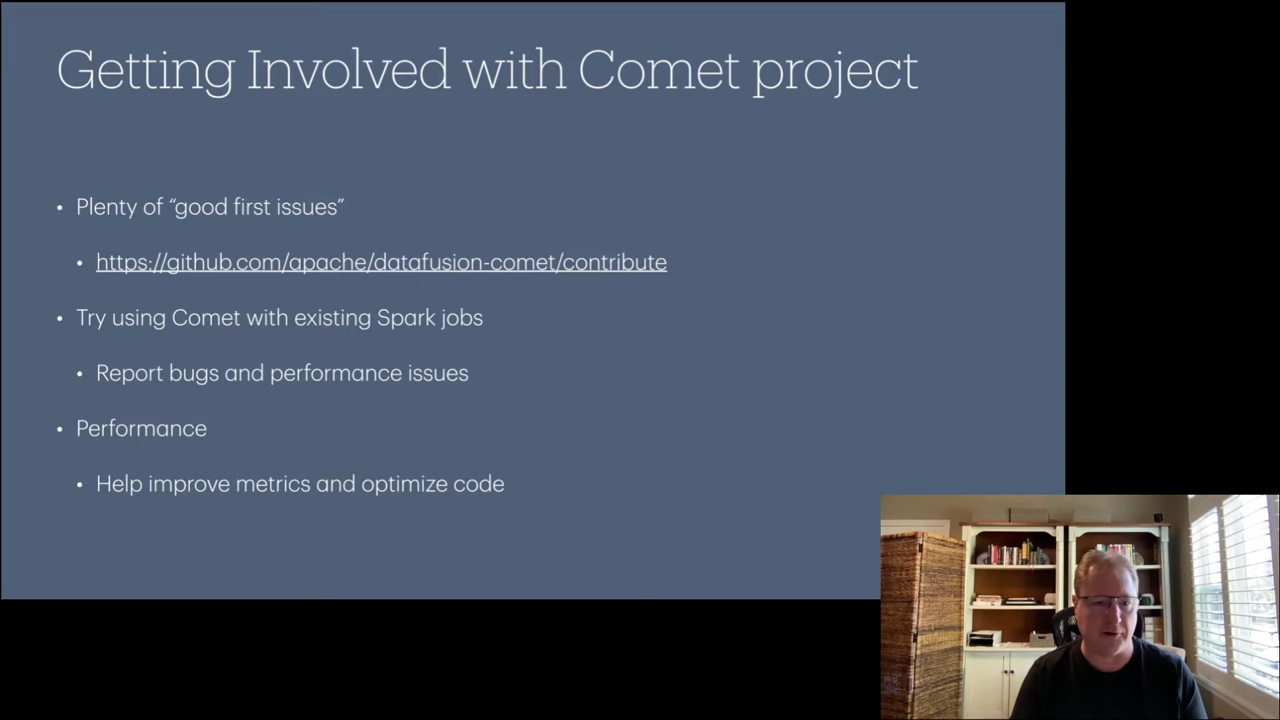 Getting Involved with Comet project
• Plenty of “good first issues”
• https://github.com/apache/datafusion-comet/contribute
• Try using Comet with existing Spark jobs
• Report bugs and performance issues
• Performance
• Help improve metrics and optimize code